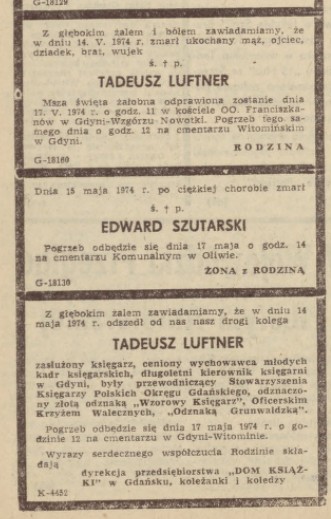 G-18129
Z głębokim żalem i bólem zawiadamiamy, że
w dniu 14. V. 1974 r. zmarł ukochany mąż, ojciec,
dziadek, brat, wujek
ś. † p.
TADEUSZ LUFTNER
Msza święta żałobna odprawiona zostanie dnia
17. V. 1974 r. o godz. 11 w kościele OO. Franciszka-
nów w Gdyni-Wzgórzu Nowotki. Pogrzeb tego sa-
mego dnia o godz. 12 na cmentarzu Witomińskim
w Gdyni.
RODZINA
G-18160
Dnia 15 maja 1974 r. po ciężkiej chorobie zmarł
ś. † p.
EDWARD SZUTARSKI
Pogrzeb odbędzie się dnia 17 maja o godz. 14
na cmentarzu Komunalnym w Oliwie.
ŻONA z RODZINĄ
G-18130
Z głębokim żalem zawiadamiamy, że w dniu 14
maja 1974 r. odszedł od nas nasz drogi kolega
TADEUSZ LUFTNER
zasłużony księgarz, ceniony wychowawca młodych
kadr księgarskich, długoletni kierownik księgarni
w Gdyni, były przewodniczący Stowarzyszenia
Księgarzy Polskich Okręgu Gdańskiego, odznaczo-
ny złotą odznaką „Wzorowy Księgarz", Oficerskim
Krzyżem Walecznych, „Odznaką Grunwaldzką".
Pogrzeb odbędzie się dnia 17 maja 1974 r. o go-
dzinie 12 na cmentarzu w Gdyni-Witominie.
Wyrazy serdecznego współczucia Rodzinie skła-
dają
dyrekcja przedsiębiorstwa „DOM KSIĄŻ-
KI" w Gdańsku, koleżanki i koledzy
K-4431